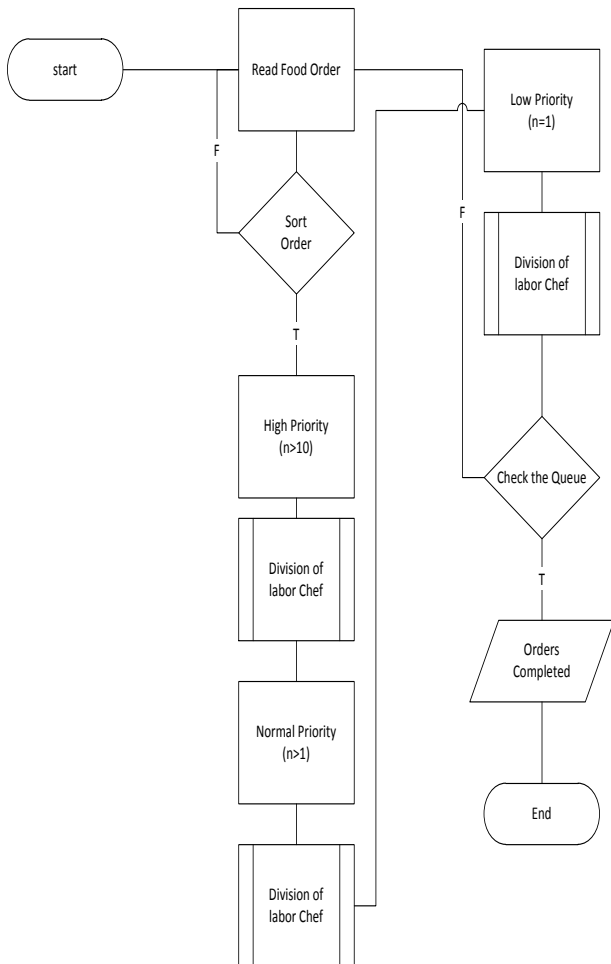 start
Read Food Order
F
Sort
Order
T
High Priority
(n>10)
Division of
labor Chef
Normal Priority
(n>1)
Division of
labor Chef
Low Priority
(n=1)
Division of
labor Chef
F
Check the Queue
T
Orders
Completed
End